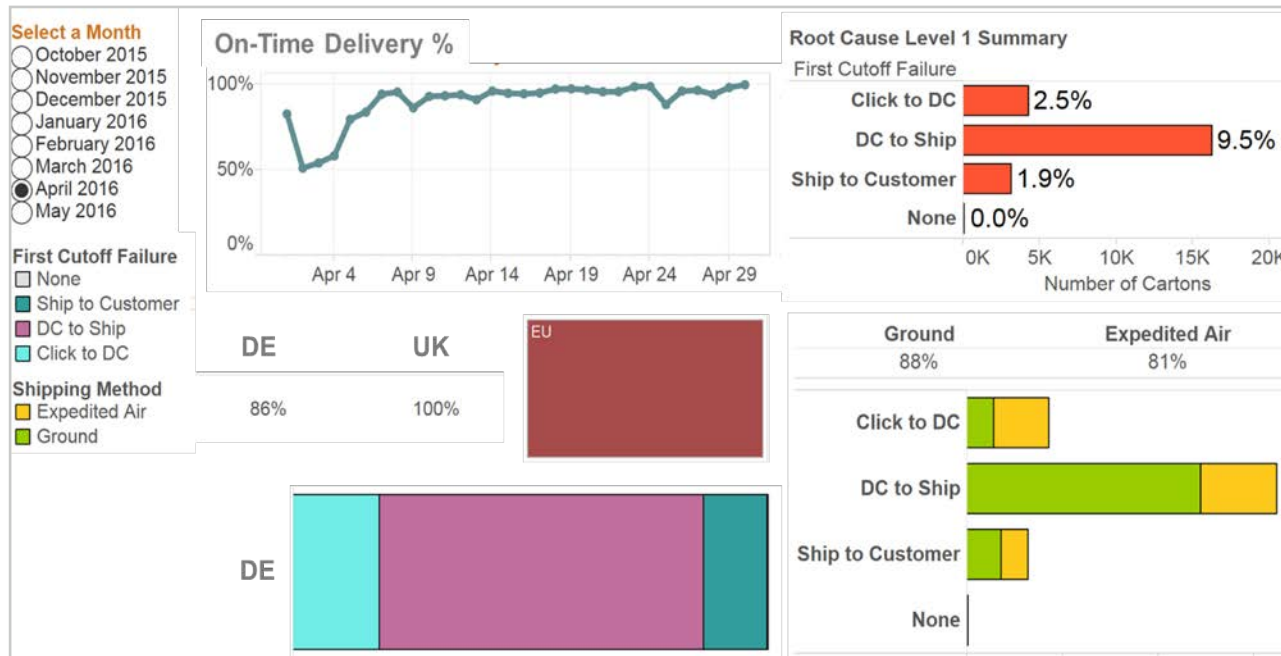 Select a Month
October 2015
November 2015
December 2015
January 2016
February 2016
March 2016
April 2016
May 2016
First Cutoff Failure
None
Ship to Customer
DC to Ship
Click to DC
Shipping Method
Expedited Air
Ground
On-Time Delivery %
100%
50%
0%
Apr 4 Apr 9 Apr 14 Apr 19 Apr 24 Apr 29
DE UK
86% 100%
EU
DE
Root Cause Level 1 Summary
First Cutoff Failure
Click to DC 2.5%
DC to Ship 9.5%
Ship to Customer 1.9%
None 0.0%
0K 5K 10K 15K 20K
Number of Cartons
Ground Expedited Air
88% 81%
Click to DC
DC to Ship
Ship to Customer
None